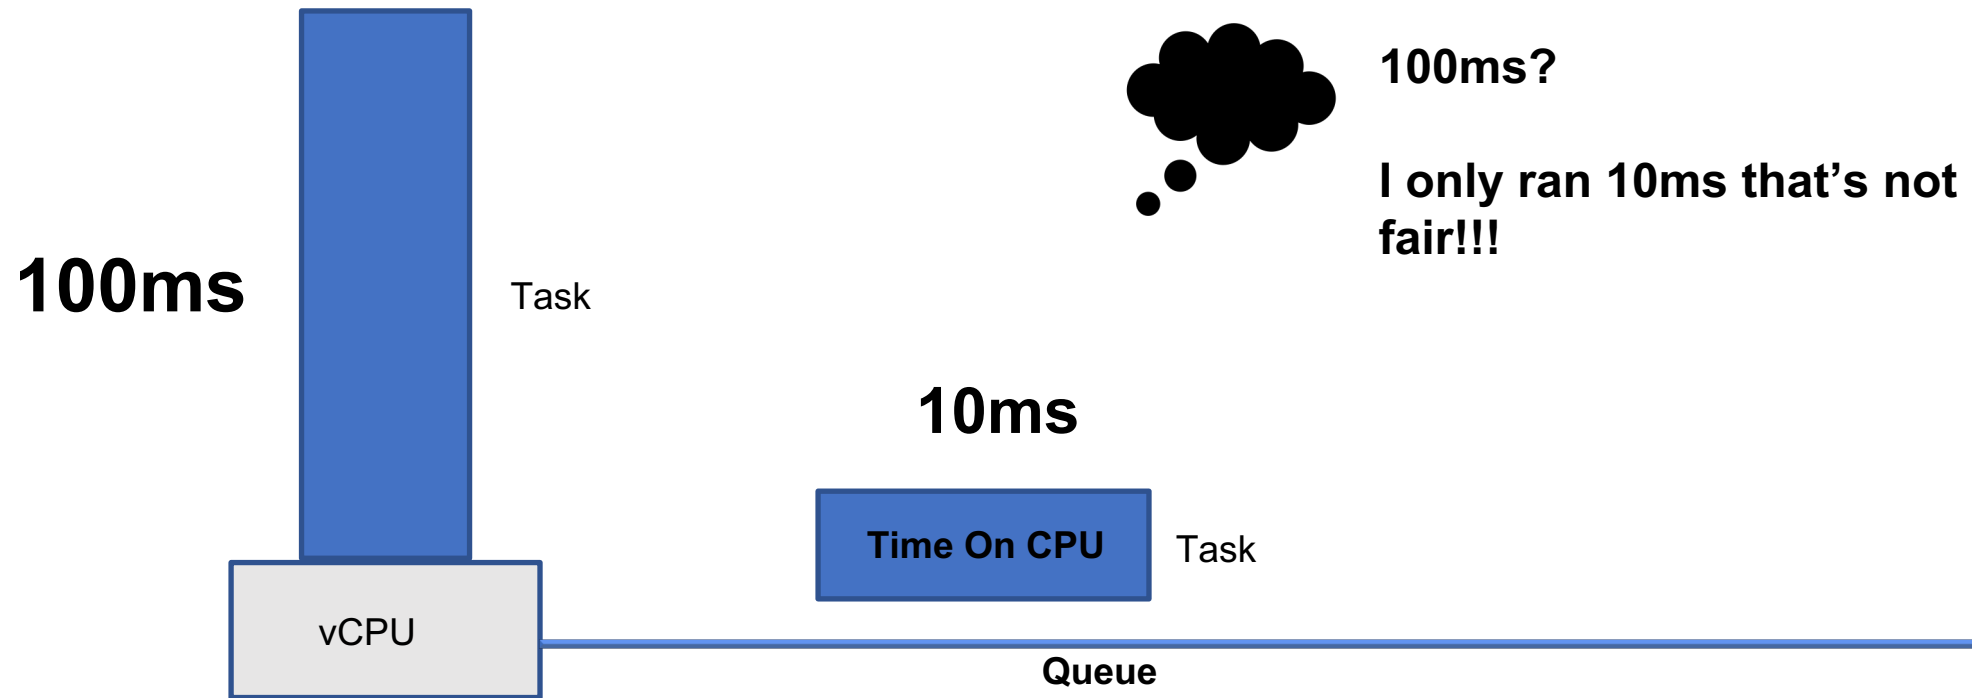 100ms?
I only ran 10ms that’s not
fair!!!
100ms
Task
10ms
Time On CPU
Task
vCPU
Queue